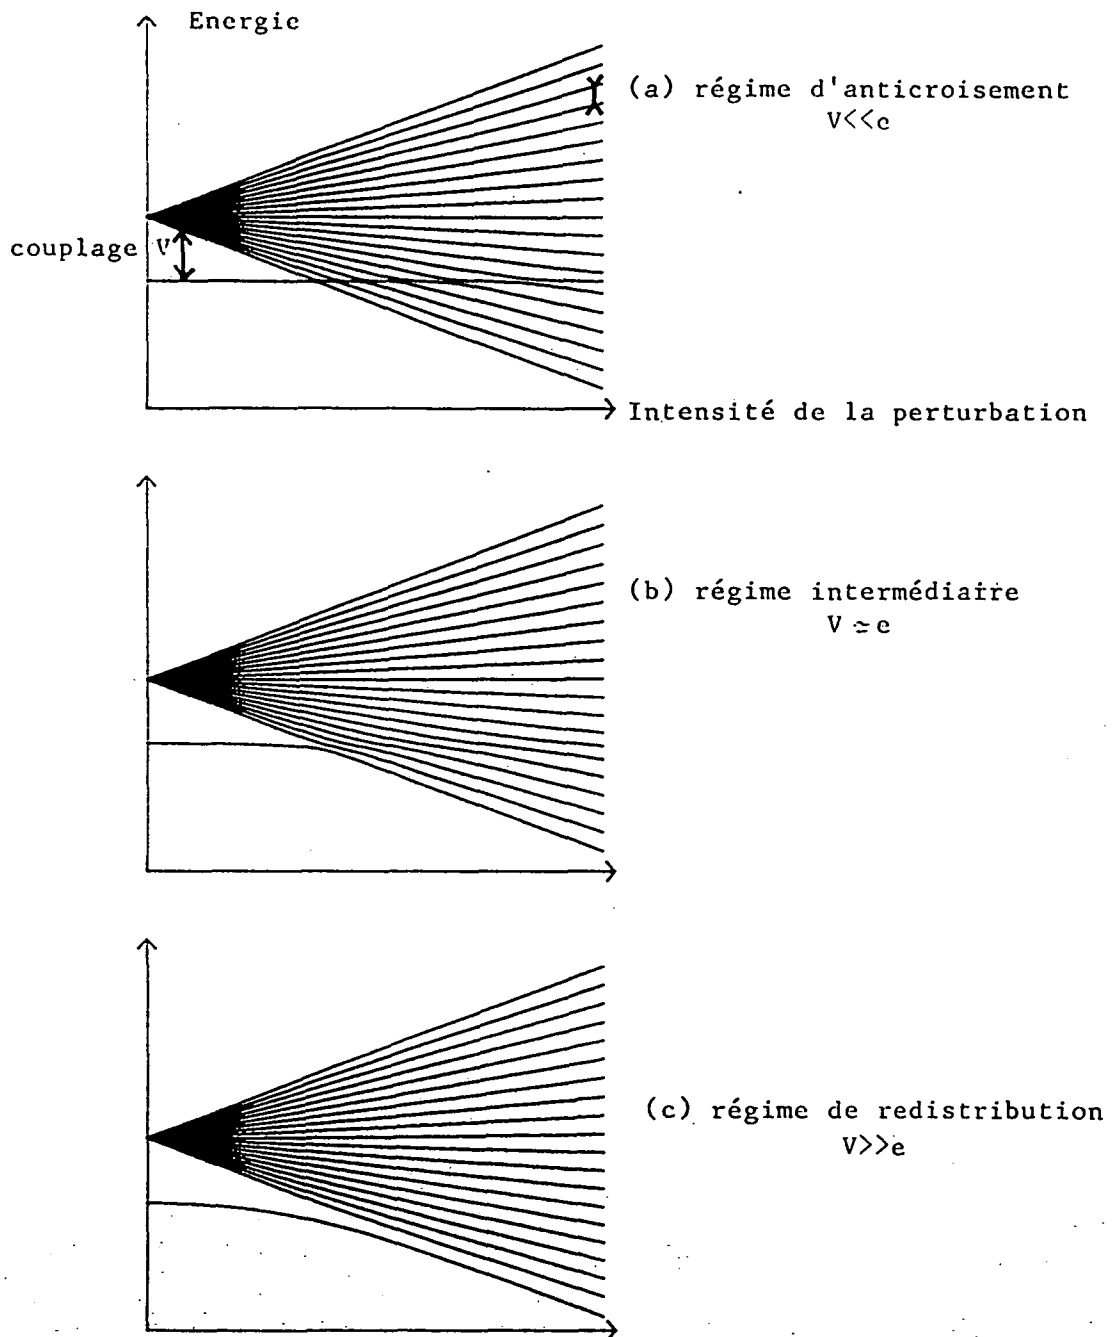 Energie
(a) régime d'anticroisement
V<<e
couplage V
Intensité de la perturbation
(b) régime intermédiaire
V ≃ e
(c) régime de redistribution
V>>e